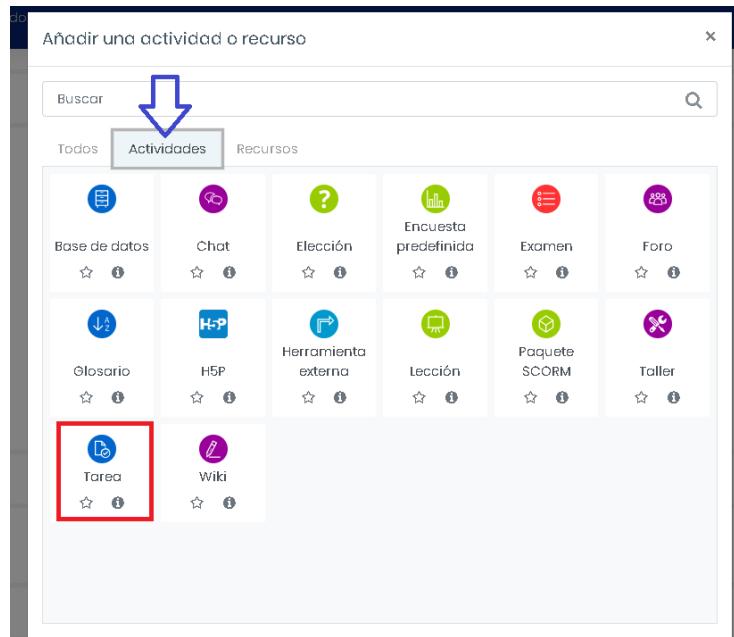 do
Añadir una actividad o recurso ×
Buscar
Todos Actividades Recursos
Base de datos Chat Elección Encuesta predefinida Examen Foro
Glosario H5P Herramienta externa Lección Paquete SCORM Taller
Tarea Wiki